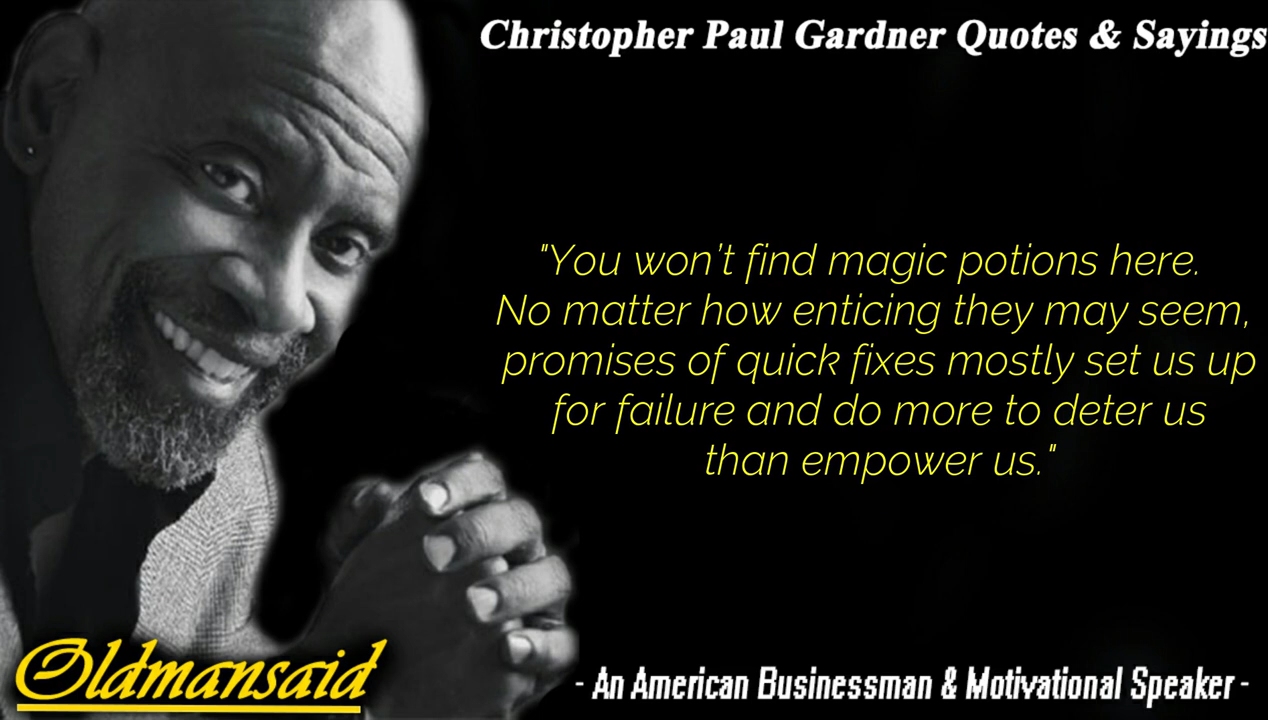 Christopher Paul Gardner Quotes & Sayings
"You won’t find magic potions here.
No matter how enticing they may seem,
promises of quick fixes mostly set us up
for failure and do more to deter us
than empower us."
Oldmansaid
- An American Businessman & Motivational Speaker -